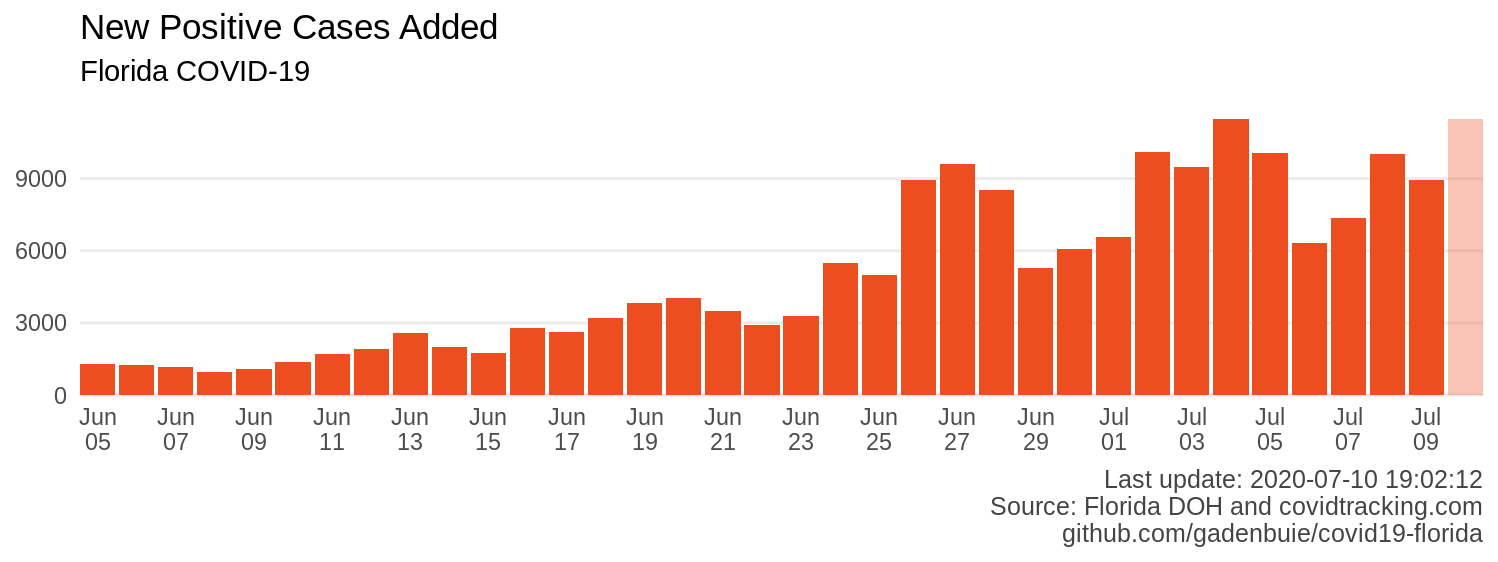 New Positive Cases Added
Florida COVID-19
9000
6000
3000
0
Jun Jun Jun Jun Jun Jun Jun Jun Jun Jun Jun Jun Jun Jul Jul Jul Jul Jul
05 07 09 11 13 15 17 19 21 23 25 27 29 01 03 05 07 09
Last update: 2020-07-10 19:02:12
Source: Florida DOH and covidtracking.com
github.com/gadenbuie/covid19-florida